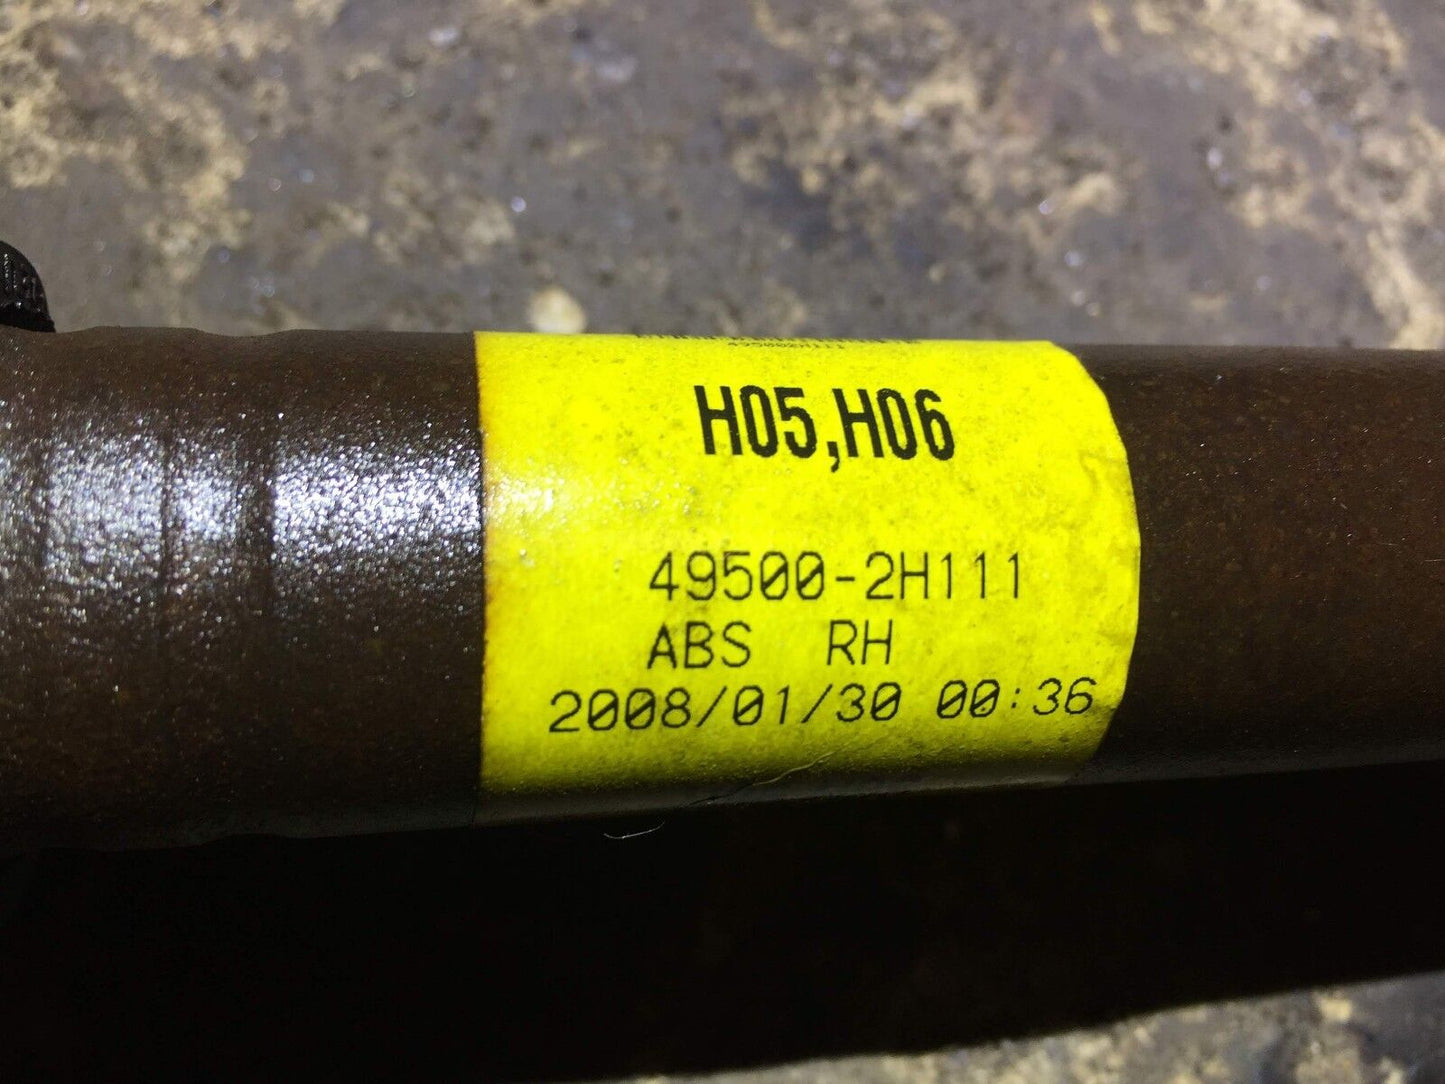 H05,H06
49500-2H111
ABS RH
2008/01/30 00:36